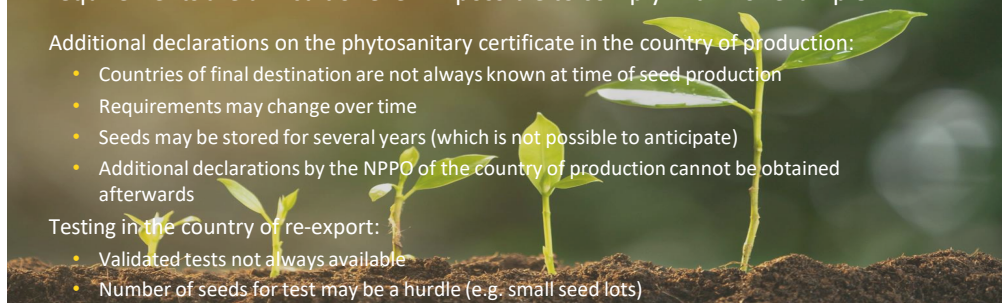 Additional declarations on the phytosanitary certificate in the country of production:
• Countries of final destination are not always known at time of seed production
• Requirements may change over time
• Seeds may be stored for several years (which is not possible to anticipate)
• Additional declarations by the NPPO of the country of production cannot be obtained
afterwards
Testing in the country of re-export:
• Validated tests not always available
• Number of seeds for test may be a hurdle (e.g. small seed lots)